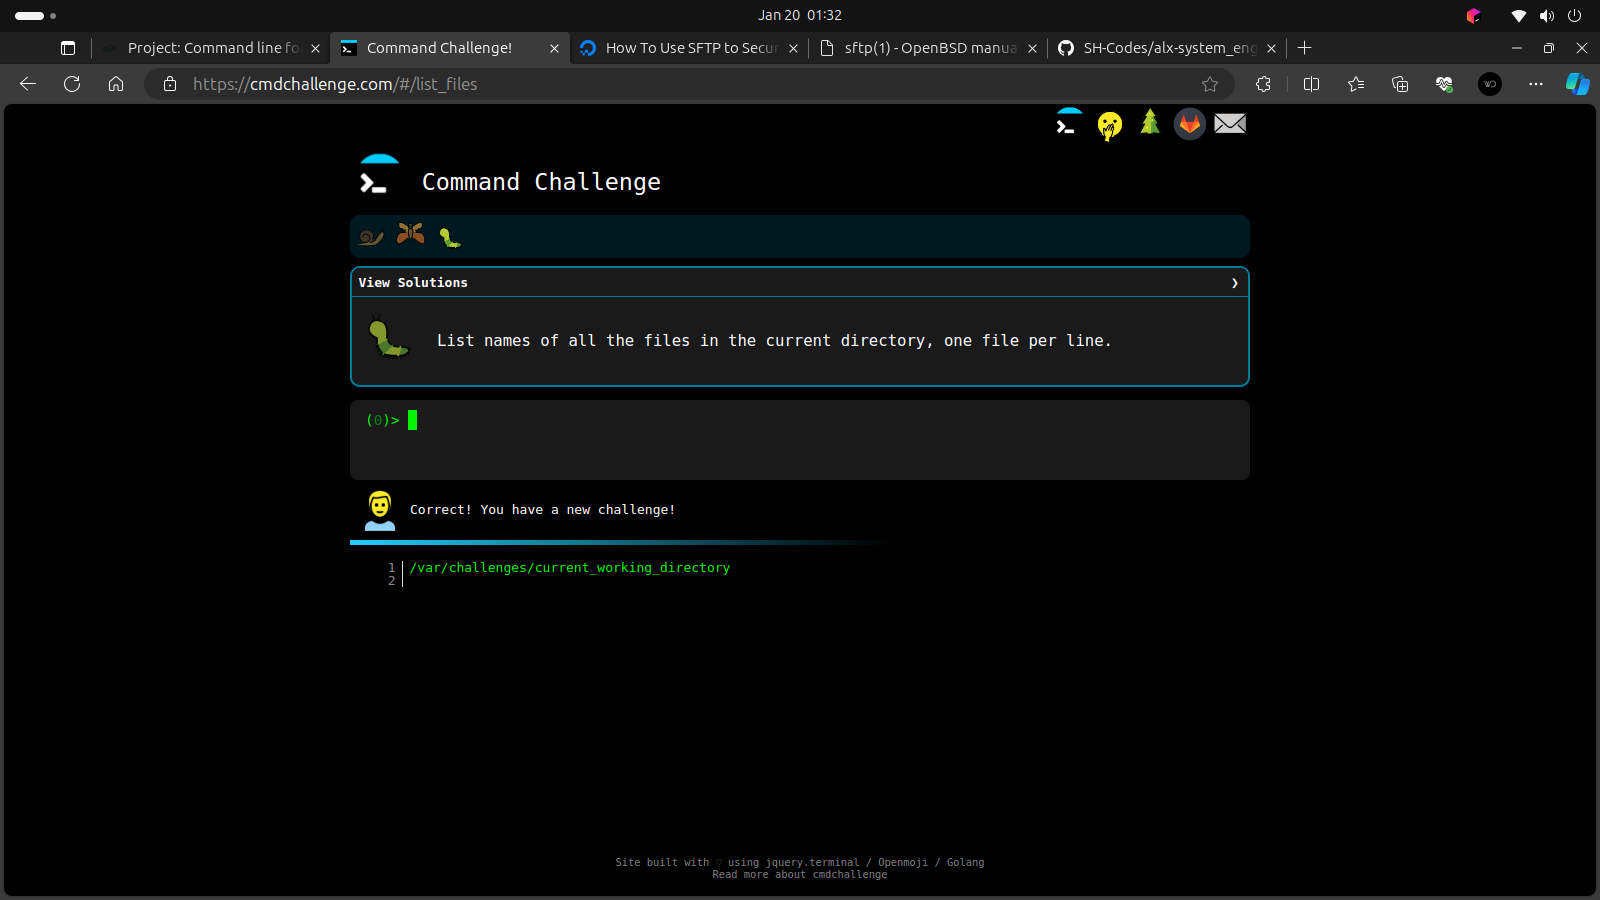 Jan 20 01:32
Project: Command line fo
Command Challenge!
How To Use SFTP to Secur
sftp(1) - OpenBSD manua
SH-Codes/alx-system_eng
https://cmdchallenge.com/#/list_files
Command Challenge
View Solutions
List names of all the files in the current directory, one file per line.
(0)>
Correct! You have a new challenge!
1 /var/challenges/current_working_directory
2
Site built with ♡ using jquery.terminal / Openmoji / Golang
Read more about cmdchallenge